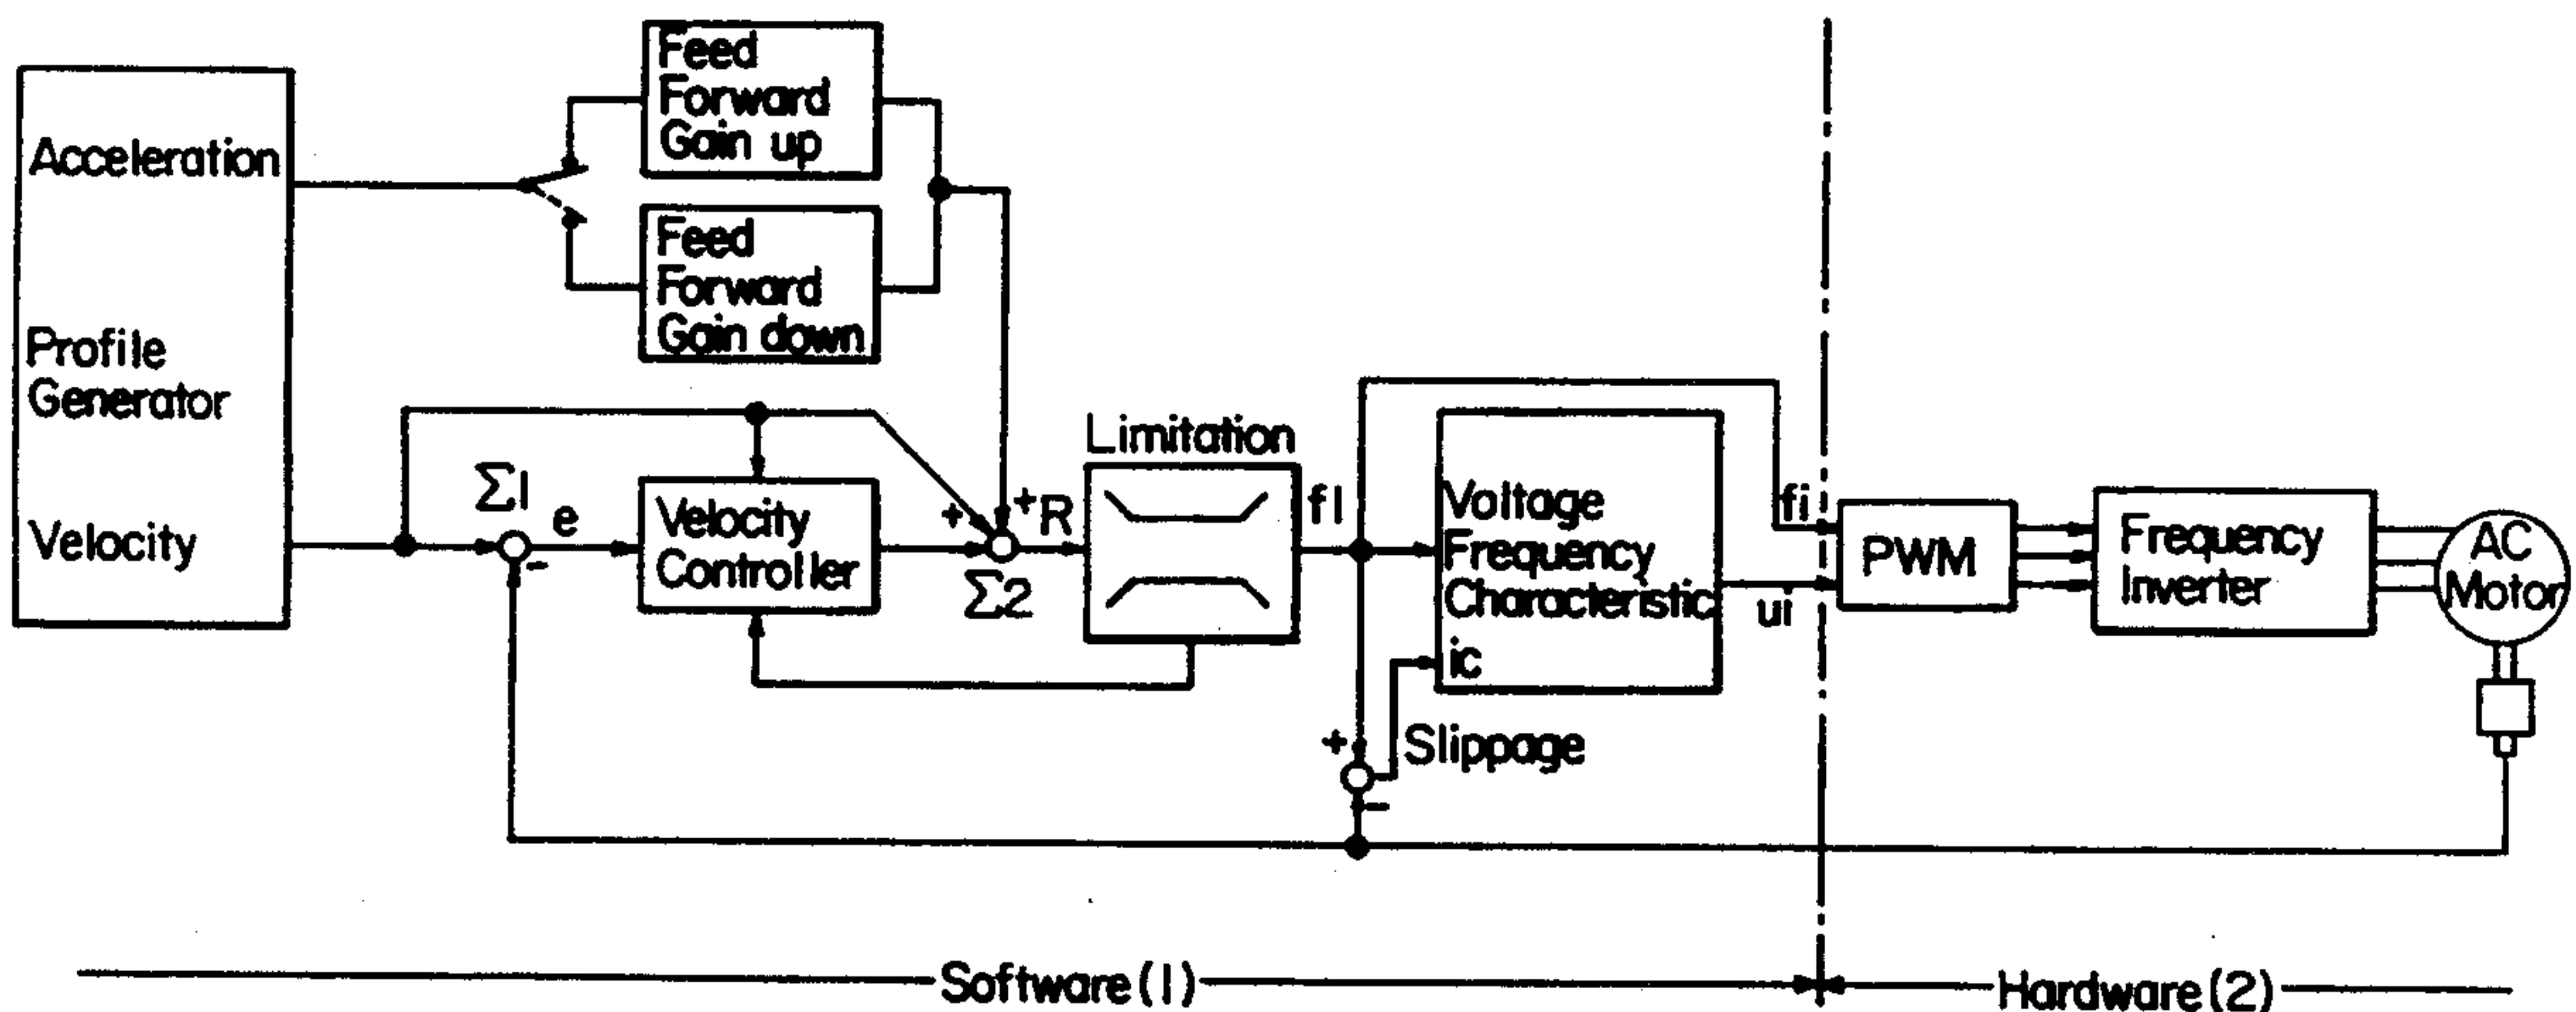 Feed
Forward
Gain up
Acceleration
Feed
Forward
Gain down
Profile
Generator
Velocity
Σ1
e
-
Velocity
Controller
+
+
R
Σ2
Limitation
f1
Voltage
Frequency
Characteristic
ic
+
Slippage
-
fi
ui
PWM
Frequency
Inverter
AC
Motor
Software(1)
Hardware(2)